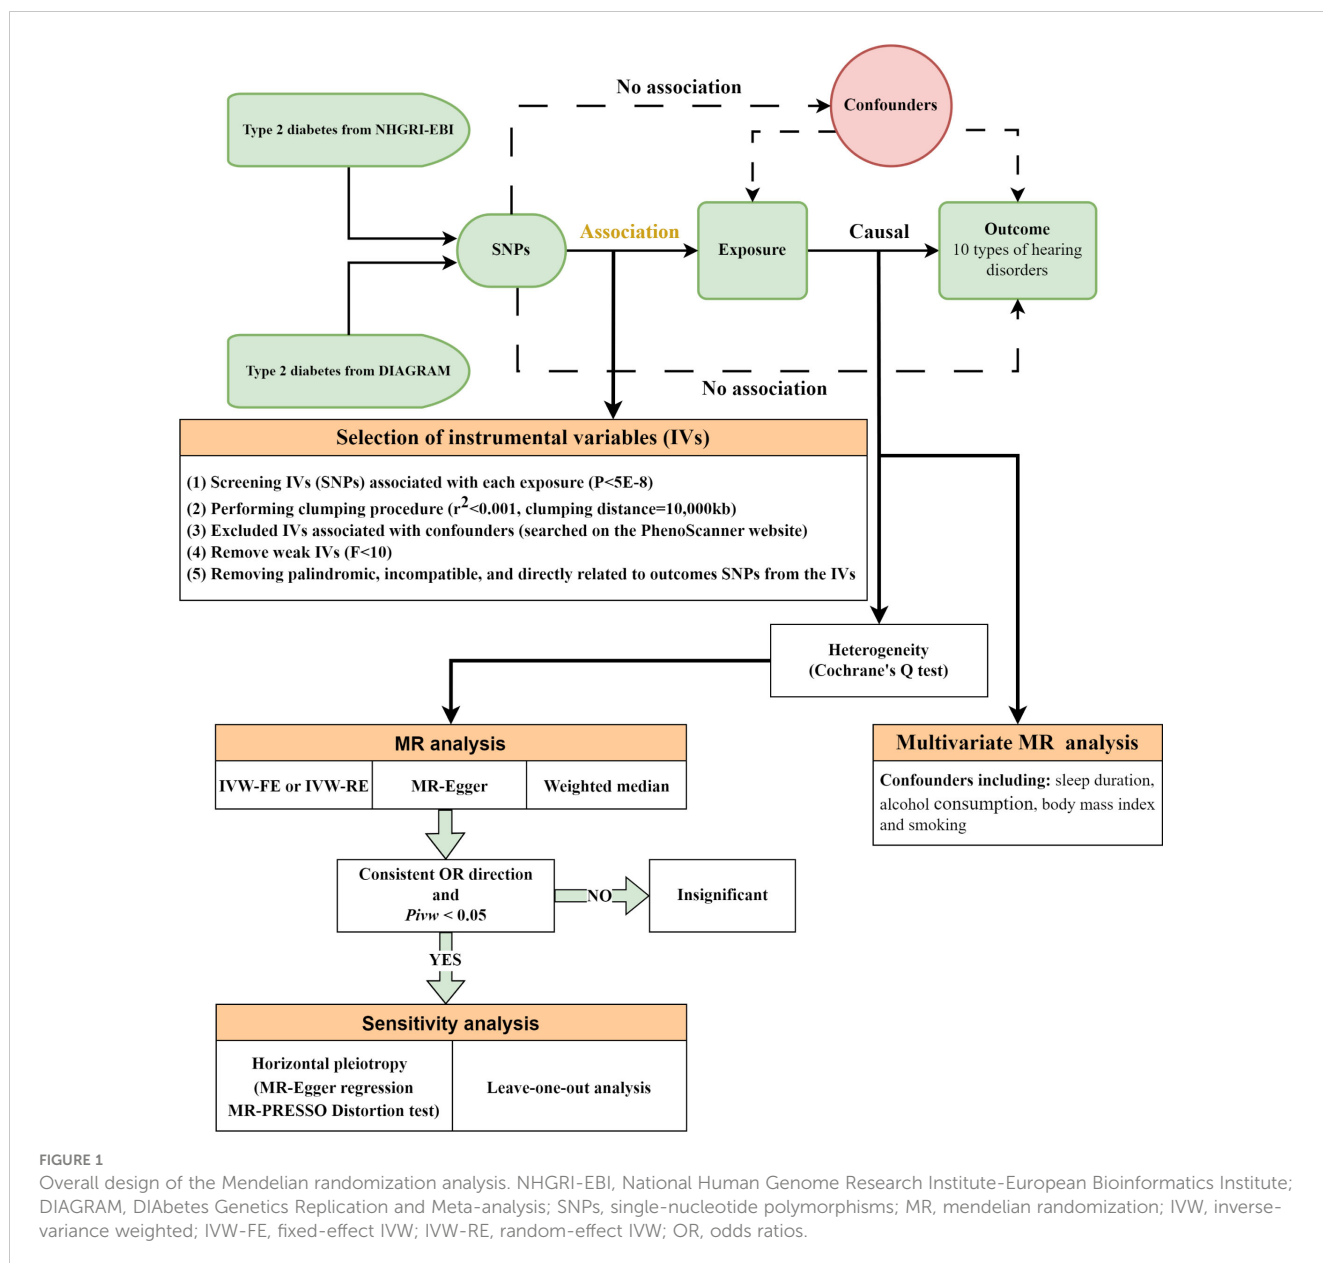 No association
Confounders
Type 2 diabetes from NHGRI-EBI
SNPs
Association
Exposure
Causal
Outcome
10 types of hearing
disorders
Type 2 diabetes from DIAGRAM
No association
Selection of instrumental variables (IVs)
(1) Screening IVs (SNPs) associated with each exposure (P<5E-8)
(2) Performing clumping procedure (r²<0.001, clumping distance=10,000kb)
(3) Excluded IVs associated with confounders (searched on the PhenoScanner website)
(4) Remove weak IVs (F<10)
(5) Removing palindromic, incompatible, and directly related to outcomes SNPs from the IVs
Heterogeneity
(Cochrane's Q test)
MR analysis
IVW-FE or IVW-RE
MR-Egger
Weighted median
Multivariate MR analysis
Confounders including: sleep duration,
alcohol consumption, body mass index
and smoking
Consistent OR direction
and
Pivw < 0.05
NO
Insignificant
YES
Sensitivity analysis
Horizontal pleiotropy
(MR-Egger regression
MR-PRESSO Distortion test)
Leave-one-out analysis
FIGURE 1
Overall design of the Mendelian randomization analysis. NHGRI-EBI, National Human Genome Research Institute-European Bioinformatics Institute;
DIAGRAM, DIAbetes Genetics Replication and Meta-analysis; SNPs, single-nucleotide polymorphisms; MR, mendelian randomization; IVW, inverse-
variance weighted; IVW-FE, fixed-effect IVW; IVW-RE, random-effect IVW; OR, odds ratios.